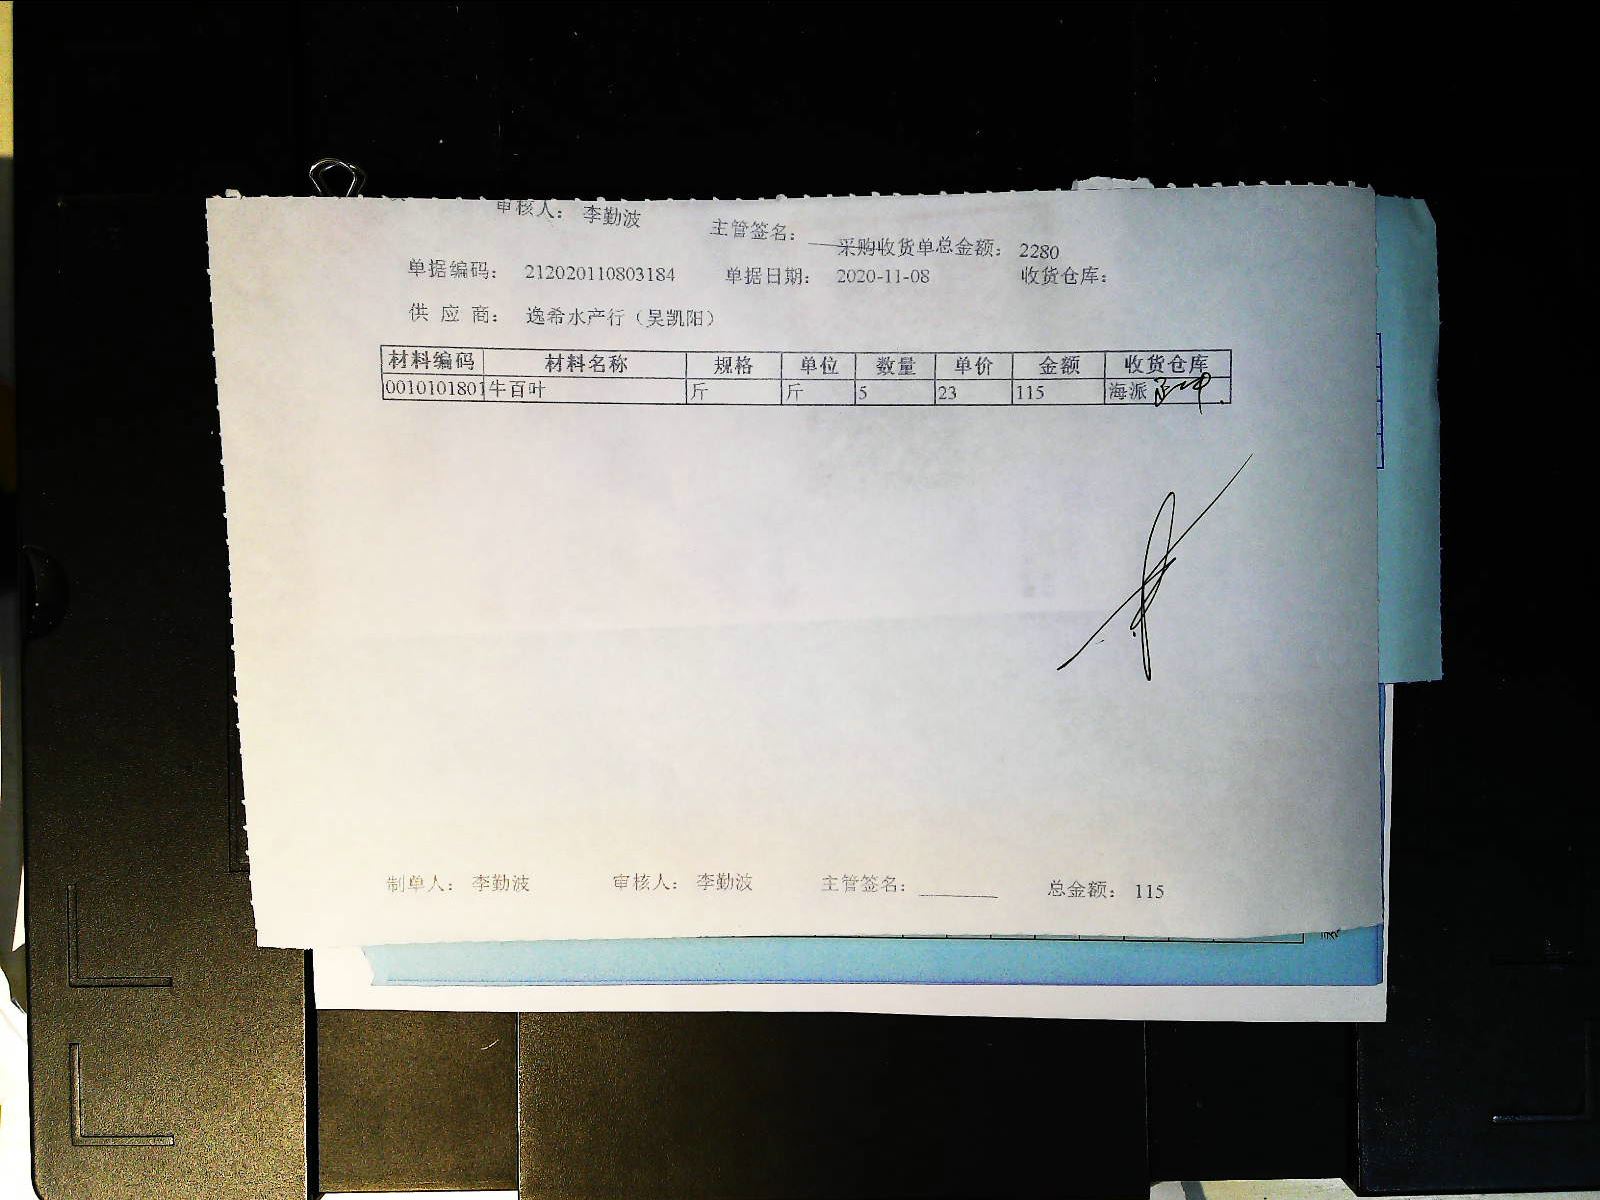 审核人： 李勤波 主管签名：
采购收货单总金额： 2280
单据编码： 212020110803184 单据日期： 2020-11-08 收货仓库：
供 应 商： 逸希水产行（吴凯阳）
材料编码 材料名称 规格 单位 数量 单价 金额 收货仓库
0010101801 牛百叶 斤 斤 5 23 115 海派
制单人： 李勤波 审核人： 李勤波 主管签名： 总金额： 115